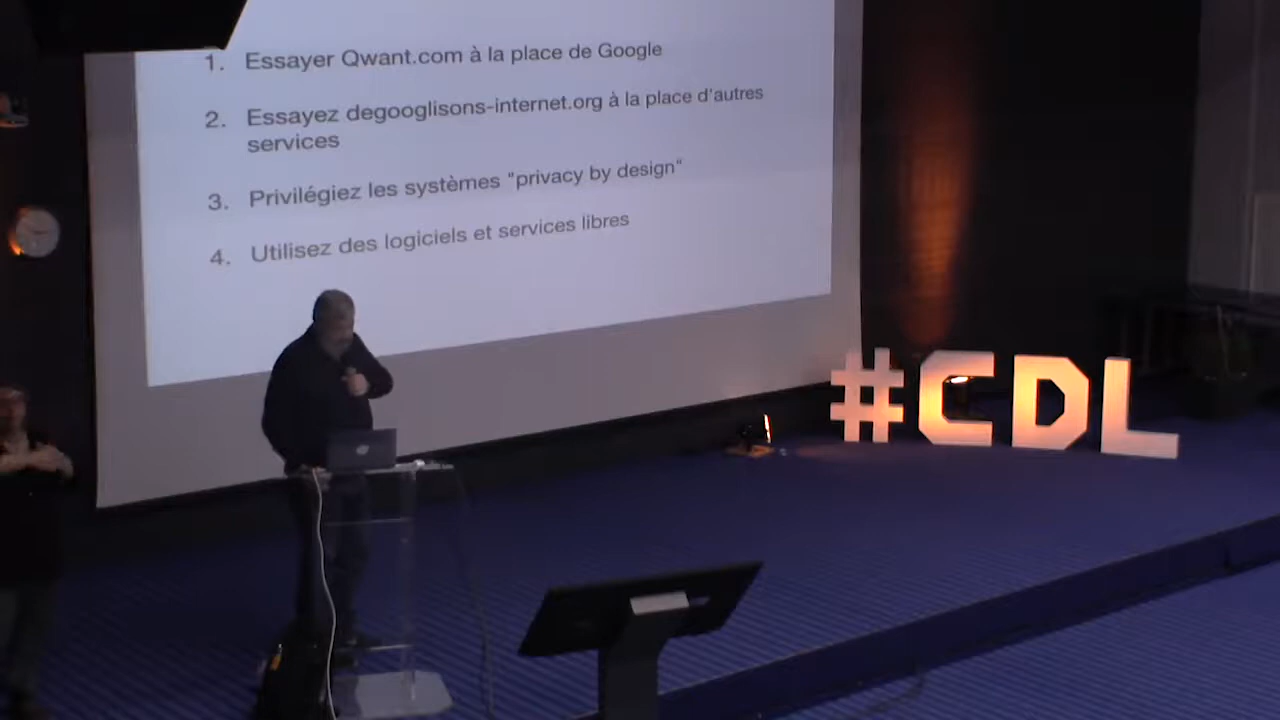 1. Essayer Qwant.com à la place de Google
2. Essayez degooglisons-internet.org à la place d'autres
services
3. Privilégiez les systèmes "privacy by design"
4. Utilisez des logiciels et services libres
#CDL